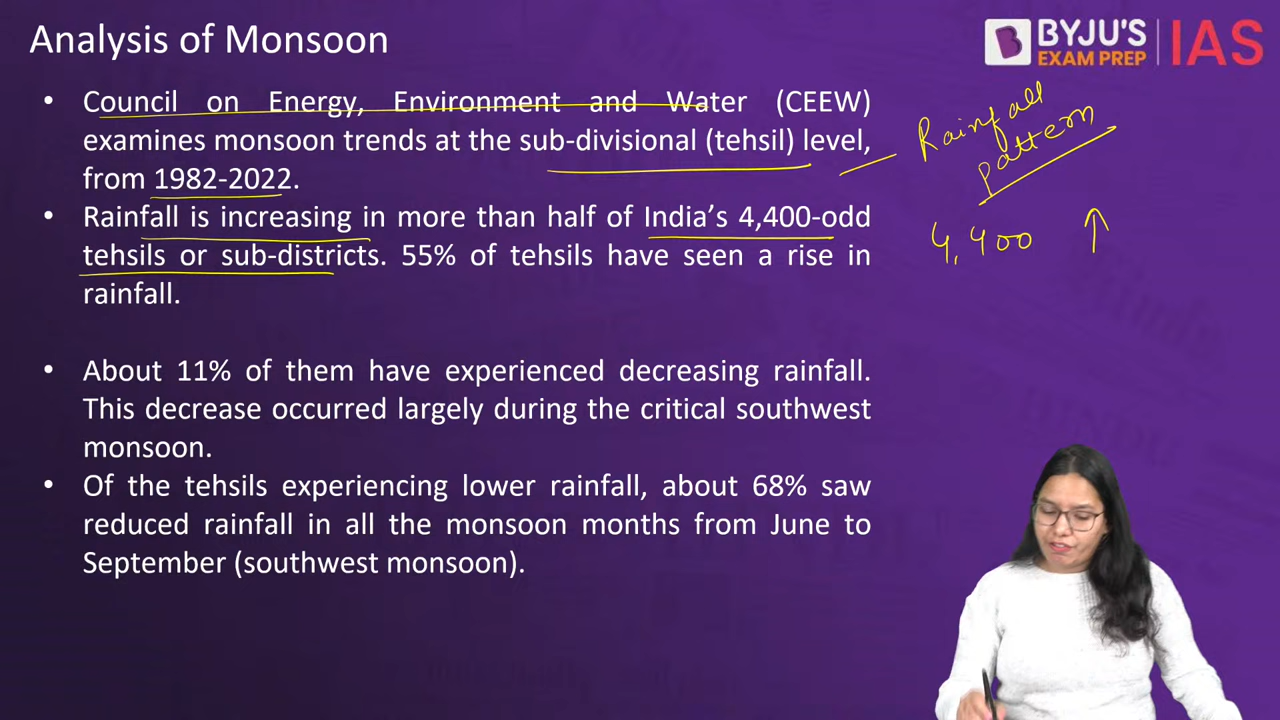 Analysis of Monsoon
BYJU'S
EXAM PREP
IAS
• Council on Energy, Environment and Water (CEEW)
examines monsoon trends at the sub-divisional (tehsil) level,
from 1982-2022.
• Rainfall is increasing in more than half of India's 4,400-odd
tehsils or sub-districts. 55% of tehsils have seen a rise in
rainfall.
• About 11% of them have experienced decreasing rainfall.
This decrease occurred largely during the critical southwest
monsoon.
• Of the tehsils experiencing lower rainfall, about 68% saw
reduced rainfall in all the monsoon months from June to
September (southwest monsoon).
Rainfall
pattern
4,400 ↑